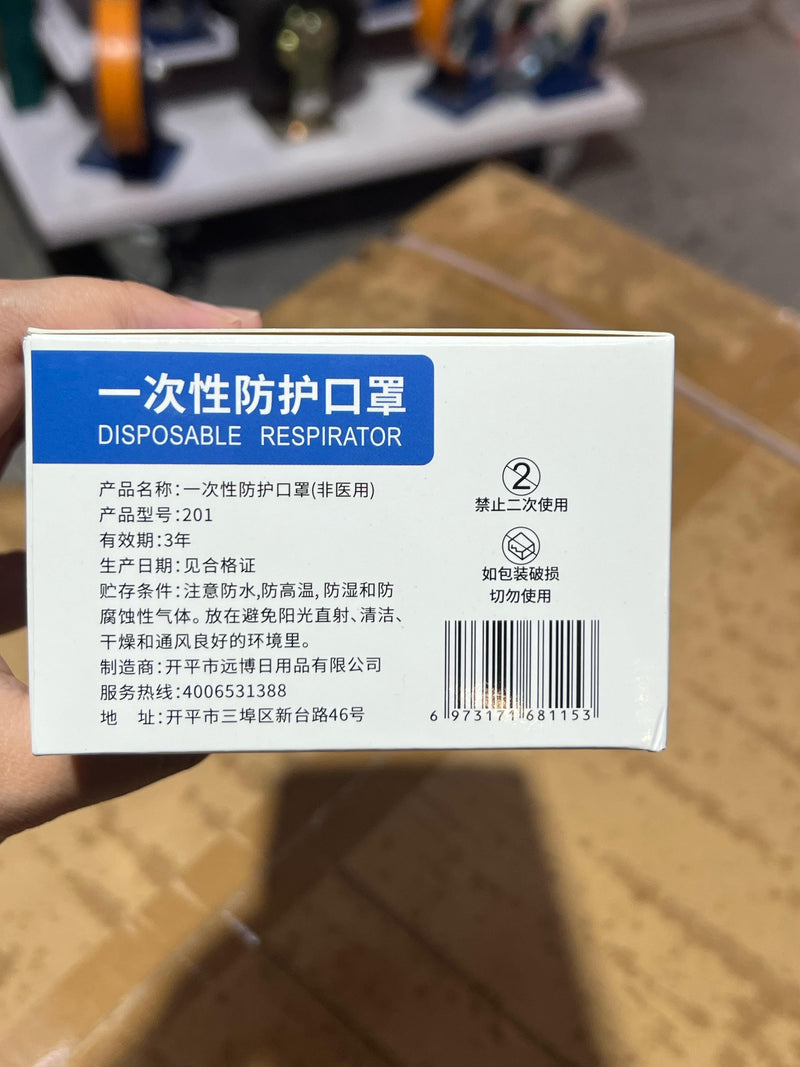 一次性防护口罩
DISPOSABLE RESPIRATOR
产品名称:一次性防护口罩(非医用)
产品型号:201
有效期:3年
生产日期:见合格证
贮存条件:注意防水,防高温,防湿和防
腐蚀性气体。放在避免阳光直射、清洁、
干燥和通风良好的环境里。
制造商:开平市远博日用品有限公司
服务热线:4006531388
地 址:开平市三埠区新台路46号
2
禁止二次使用
如包装破损
切勿使用
6 973171 681153